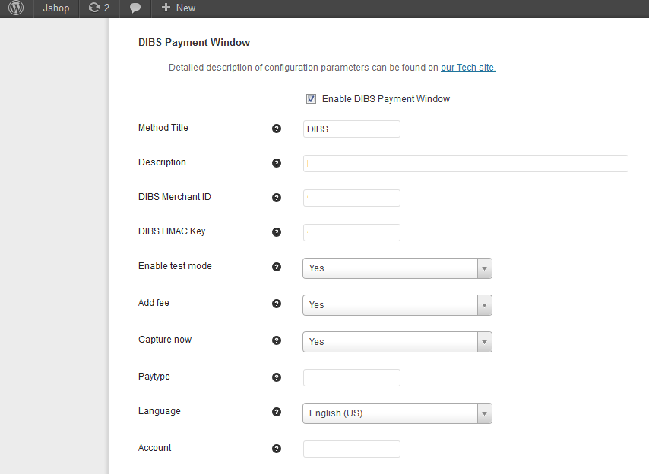 Jshop 2 + New
DIBS Payment Window
Detailed description of configuration parameters can be found on our Tech site.
Enable DIBS Payment Window
Method Title ? DIBS
Description ?
DIBS Merchant ID ?
DIBS HMAC Key ?
Enable test mode ? Yes
Add fee ? Yes
Capture now ? Yes
Paytype ?
Language ? English (US)
Account ?